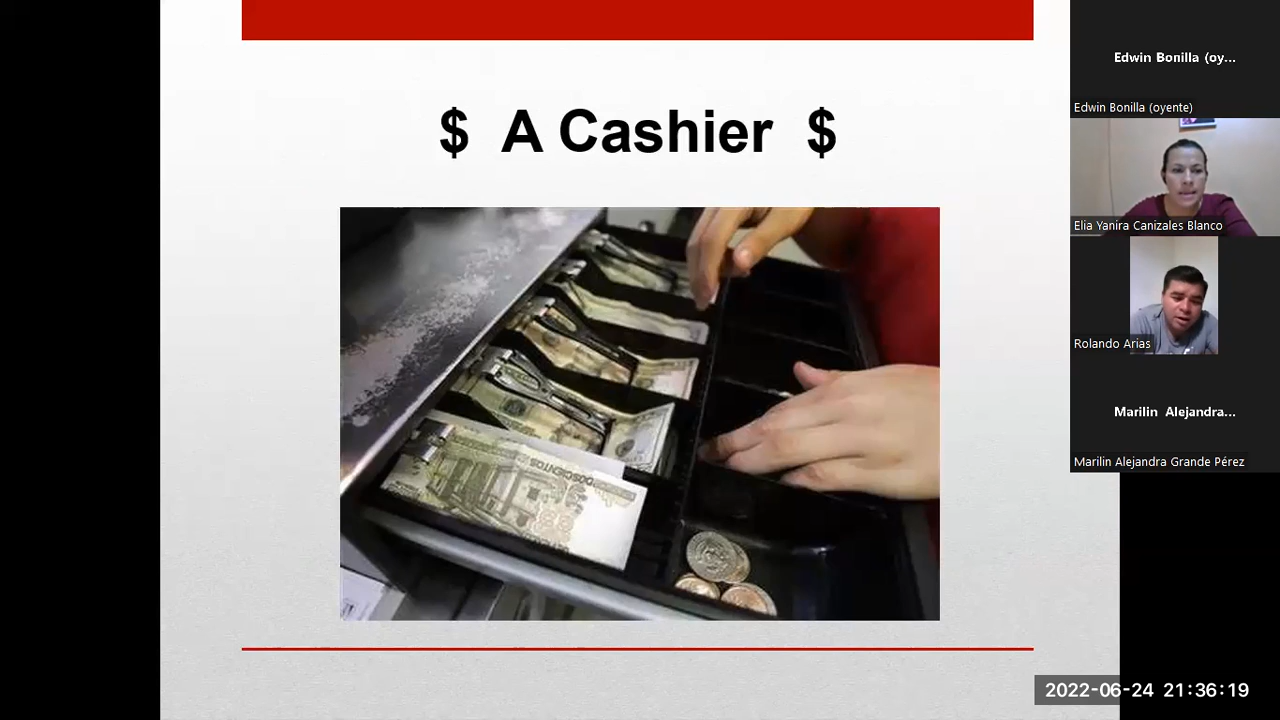 $ A Cashier $
DOSCIENTOS
Edwin Bonilla (oy...
Edwin Bonilla (oyente)
Elia Yanira Canizales Blanco
Rolando Arias
Marilin Alejandra...
Marilin Alejandra Grande Pérez
2022-06-24 21:36:19